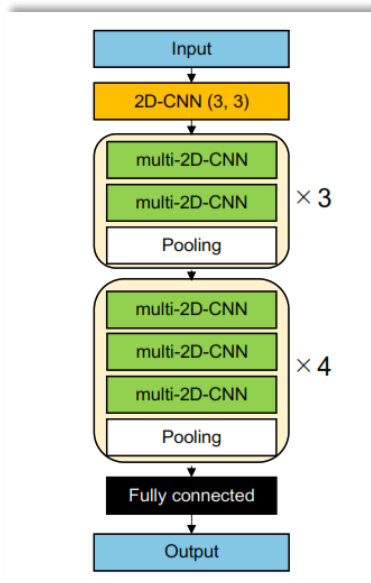 Input
2D-CNN (3, 3)
multi-2D-CNN
multi-2D-CNN
Pooling
× 3
multi-2D-CNN
multi-2D-CNN
multi-2D-CNN
Pooling
× 4
Fully connected
Output